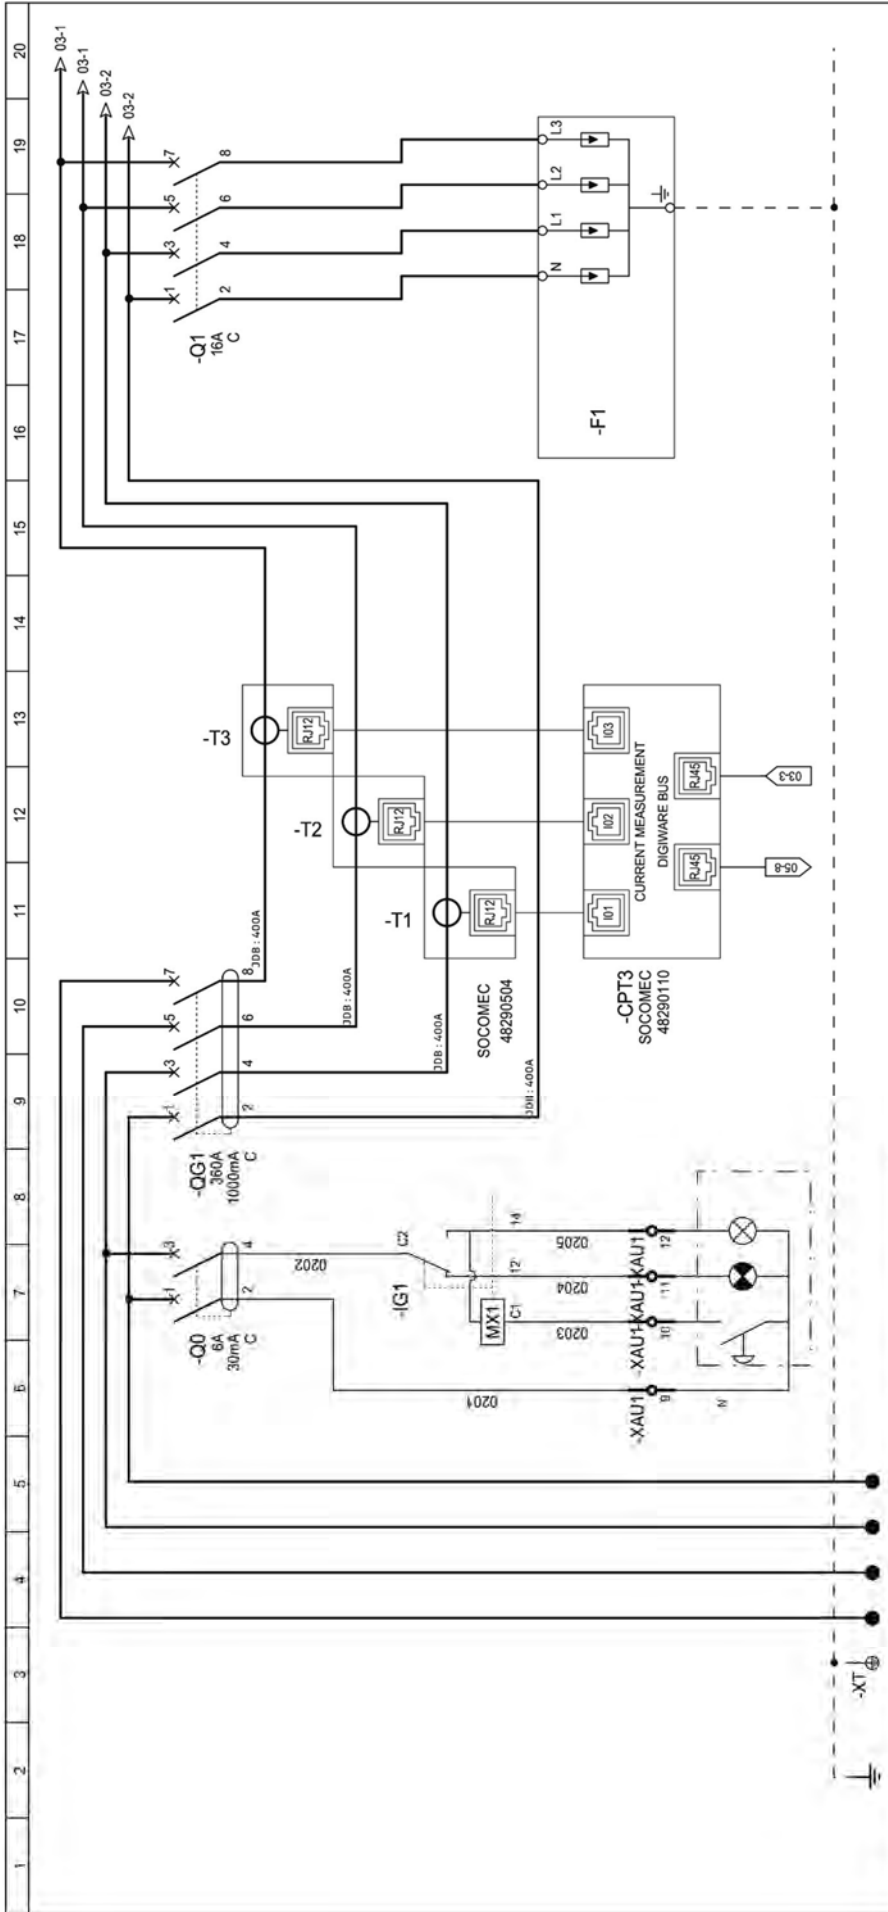 1 2 3 4 5 6 7 8 9 10 11 12 13 14 15 16 17 18 19 20
03-1
03-1
03-2
03-2
1 3
-Q0
6A
30mA
C
2 4
1 3 5 7
-QG1
360A
1000mA
C
2 4 6 8
JDB : 400A
JDB : 400A
JDB : 400A
JDB : 400A
1 3 5 7
-Q1
16A
C
2 4 6 8
0202
C2
-IG1
12 14
MX1
C1
0201
0203
0204
0205
-XAU1
-XAU1
-XAU1
-XAU1
9 10 11 12
N
-T1
-T2
-T3
RJ12
RJ12
RJ12
SOCOMEC
48290504
-CPT3
SOCOMEC
48290110
I01
I02
I03
CURRENT MEASUREMENT
DIGIWARE BUS
RJ45
RJ45
05-8
03-3
N L1 L2 L3
-F1
-XT